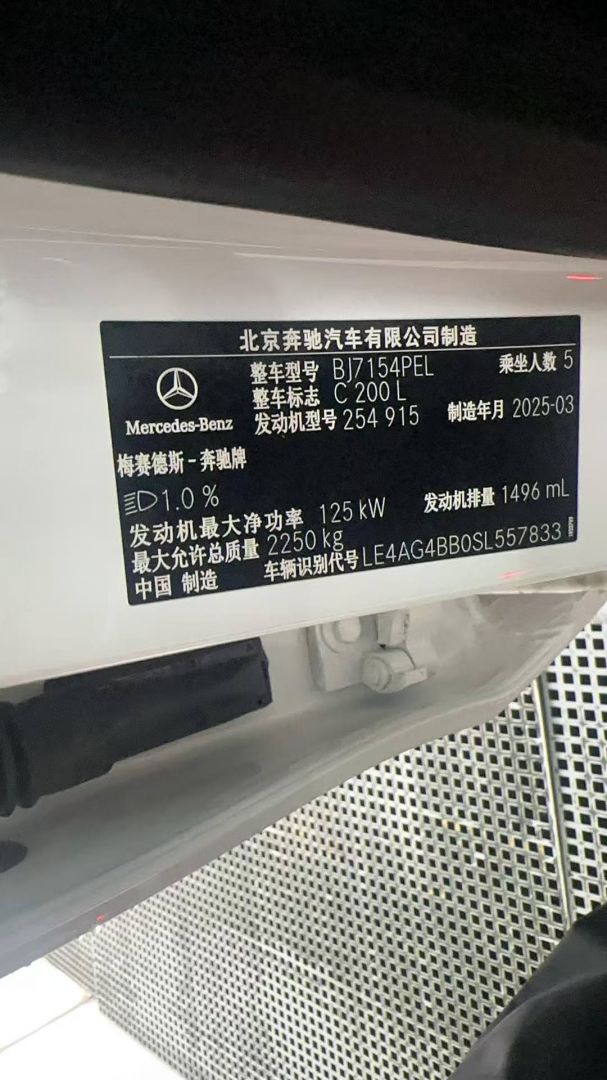 北京奔驰汽车有限公司制造
整车型号 BJ7154PEL 乘坐人数 5
整车标志 C 200 L
发动机型号 254 915 制造年月 2025-03
Mercedes-Benz
梅赛德斯-奔驰牌
1.0 %
发动机最大净功率 125 kW 发动机排量 1496 mL
最大允许总质量 2250 kg
中国 制造 车辆识别代号 LE4AG4BB0SL557833